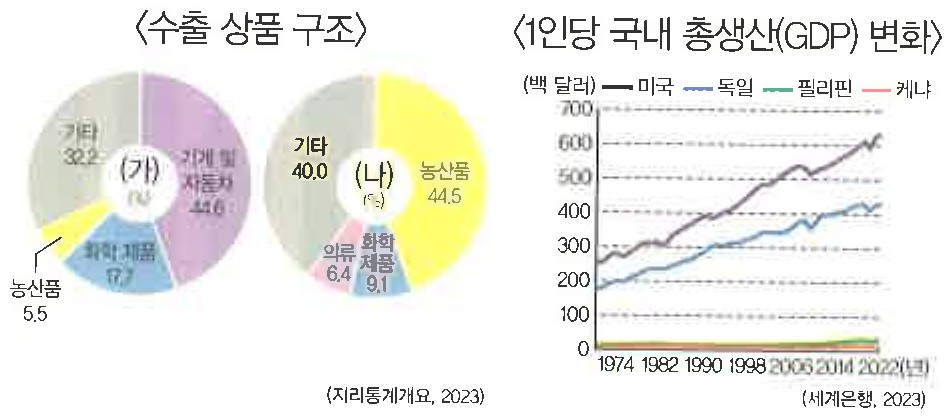 <수출 상품 구조>
기타
32.2
(가)
(%)
기계 및
자동차
44.6
화학 제품
17.7
농산품
5.5
기타
40.0
(나)
(%)
농산품
44.5
의류
6.4
화학
제품
9.1
(지리통계개요, 2023)
<1인당 국내 총생산(GDP) 변화>
(백 달러) 미국 독일 필리핀 케냐
700
600
500
400
300
200
100
0
1974 1982 1990 1998 2006 2014 2022(년)
(세계은행, 2023)